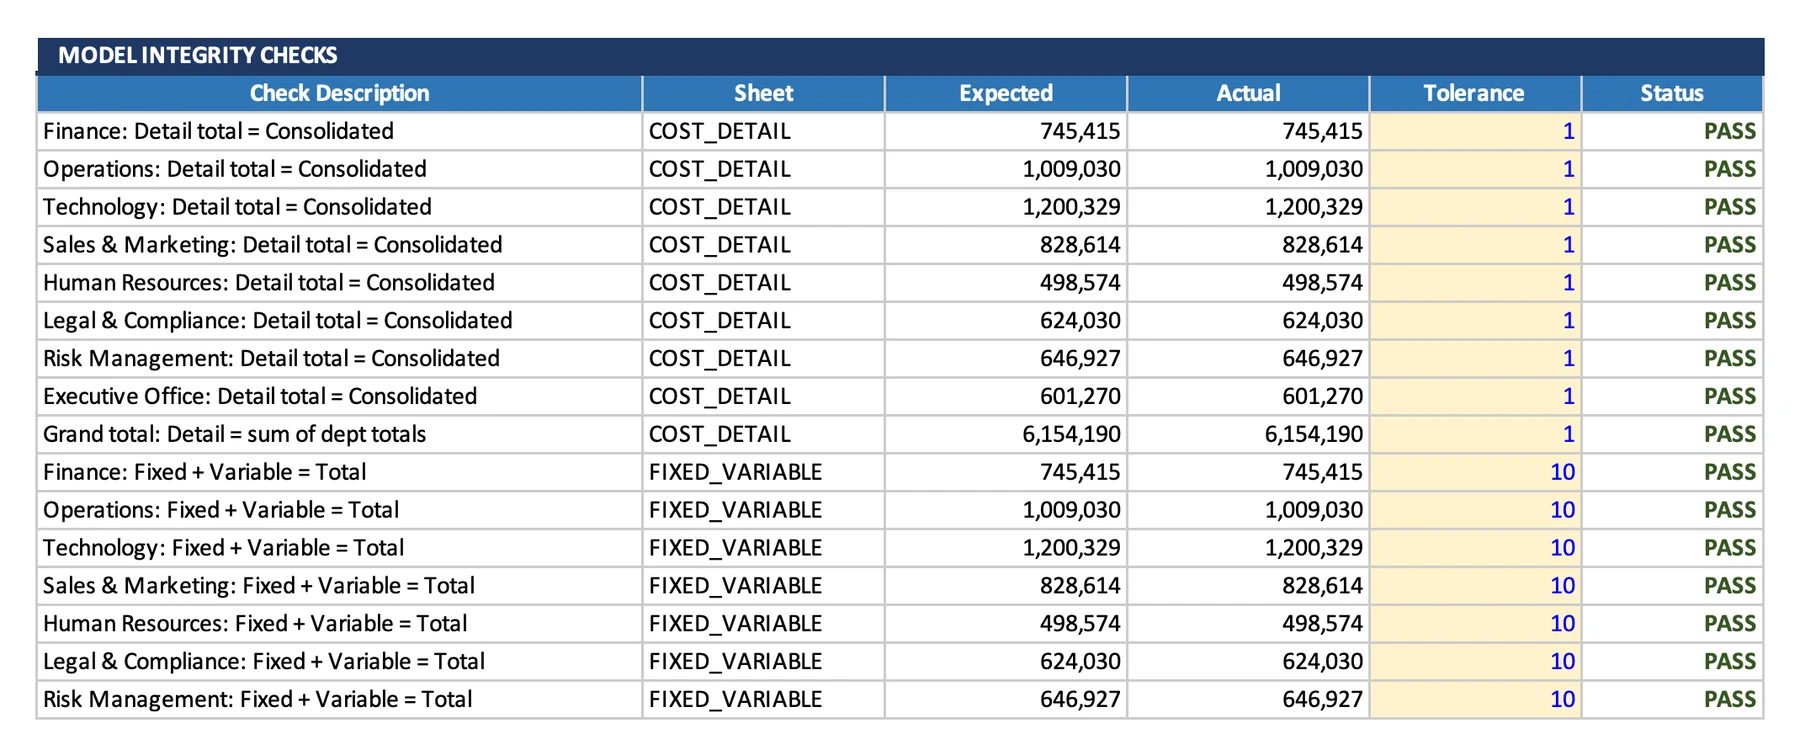 MODEL INTEGRITY CHECKS
Check Description Sheet Expected Actual Tolerance Status
Finance: Detail total = Consolidated COST_DETAIL 745,415 745,415 1 PASS
Operations: Detail total = Consolidated COST_DETAIL 1,009,030 1,009,030 1 PASS
Technology: Detail total = Consolidated COST_DETAIL 1,200,329 1,200,329 1 PASS
Sales & Marketing: Detail total = Consolidated COST_DETAIL 828,614 828,614 1 PASS
Human Resources: Detail total = Consolidated COST_DETAIL 498,574 498,574 1 PASS
Legal & Compliance: Detail total = Consolidated COST_DETAIL 624,030 624,030 1 PASS
Risk Management: Detail total = Consolidated COST_DETAIL 646,927 646,927 1 PASS
Executive Office: Detail total = Consolidated COST_DETAIL 601,270 601,270 1 PASS
Grand total: Detail = sum of dept totals COST_DETAIL 6,154,190 6,154,190 1 PASS
Finance: Fixed + Variable = Total FIXED_VARIABLE 745,415 745,415 10 PASS
Operations: Fixed + Variable = Total FIXED_VARIABLE 1,009,030 1,009,030 10 PASS
Technology: Fixed + Variable = Total FIXED_VARIABLE 1,200,329 1,200,329 10 PASS
Sales & Marketing: Fixed + Variable = Total FIXED_VARIABLE 828,614 828,614 10 PASS
Human Resources: Fixed + Variable = Total FIXED_VARIABLE 498,574 498,574 10 PASS
Legal & Compliance: Fixed + Variable = Total FIXED_VARIABLE 624,030 624,030 10 PASS
Risk Management: Fixed + Variable = Total FIXED_VARIABLE 646,927 646,927 10 PASS